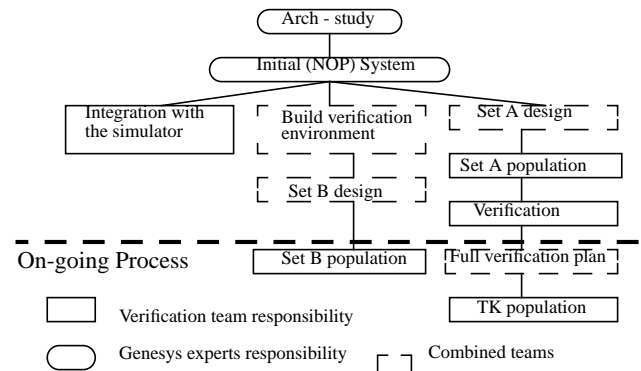 Arch - study
Initial (NOP) System
Integration with
the simulator
Build verification
environment
Set A design
Set A population
Set B design
Verification
On-going Process
Set B population
Full verification plan
TK population
Verification team responsibility
Genesys experts responsibility
Combined teams